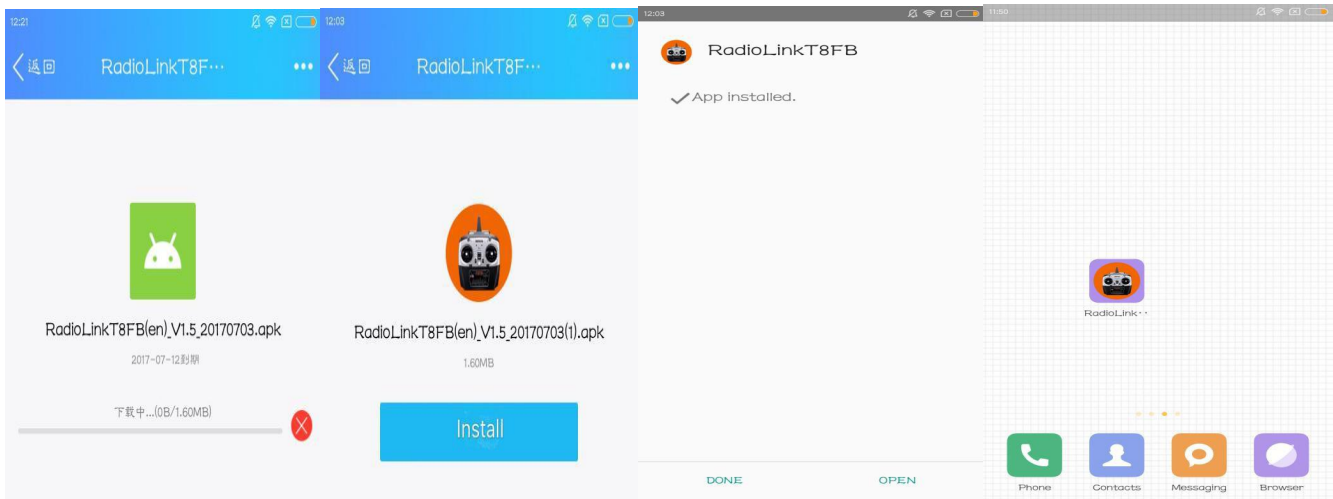 12:21
返回
RadioLinkT8F···
RadioLinkT8FB(en)_V1.5_20170703.apk
2017-07-12到期
下载中...(0B/1.60MB)
12:03
返回
RadioLinkT8F···
RadioLinkT8FB(en)_V1.5_20170703(1).apk
1.60MB
Install
12:03
RadioLinkT8FB
App installed.
DONE
OPEN
11:50
RadioLink··
Phone
Contacts
Messaging
Browser